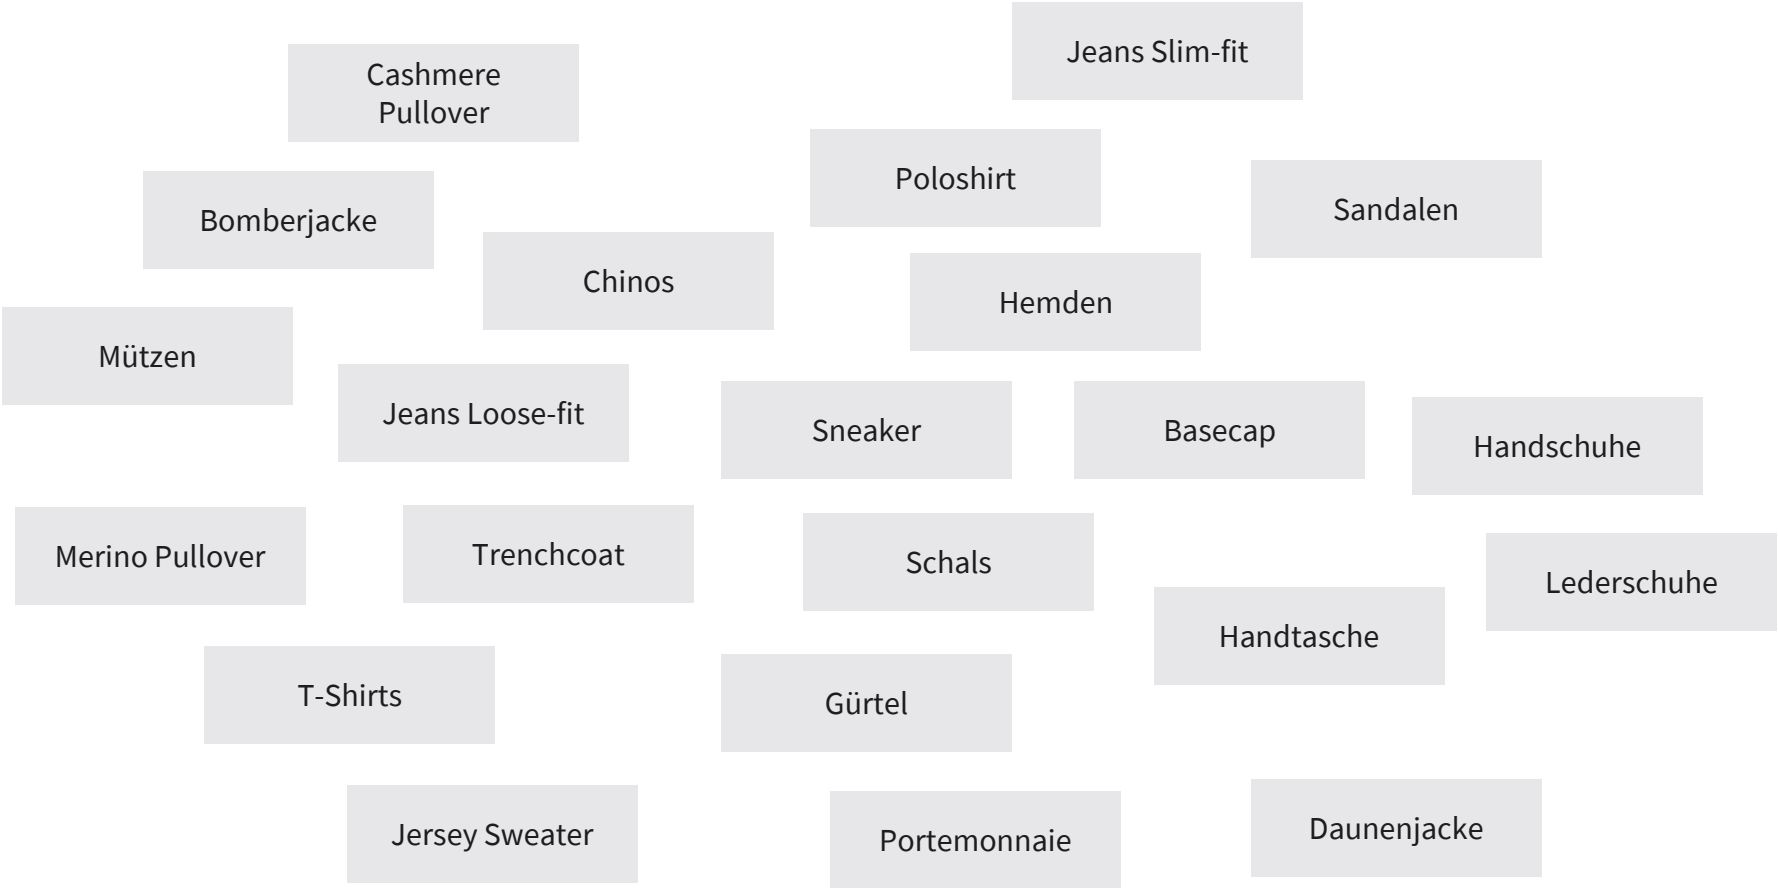 Jeans Slim-fit
Cashmere
Pullover
Poloshirt
Sandalen
Bomberjacke
Chinos
Hemden
Mützen
Jeans Loose-fit
Sneaker
Basecap
Handschuhe
Merino Pullover
Trenchcoat
Schals
Lederschuhe
Handtasche
T-Shirts
Gürtel
Jersey Sweater
Portemonnaie
Daunenjacke